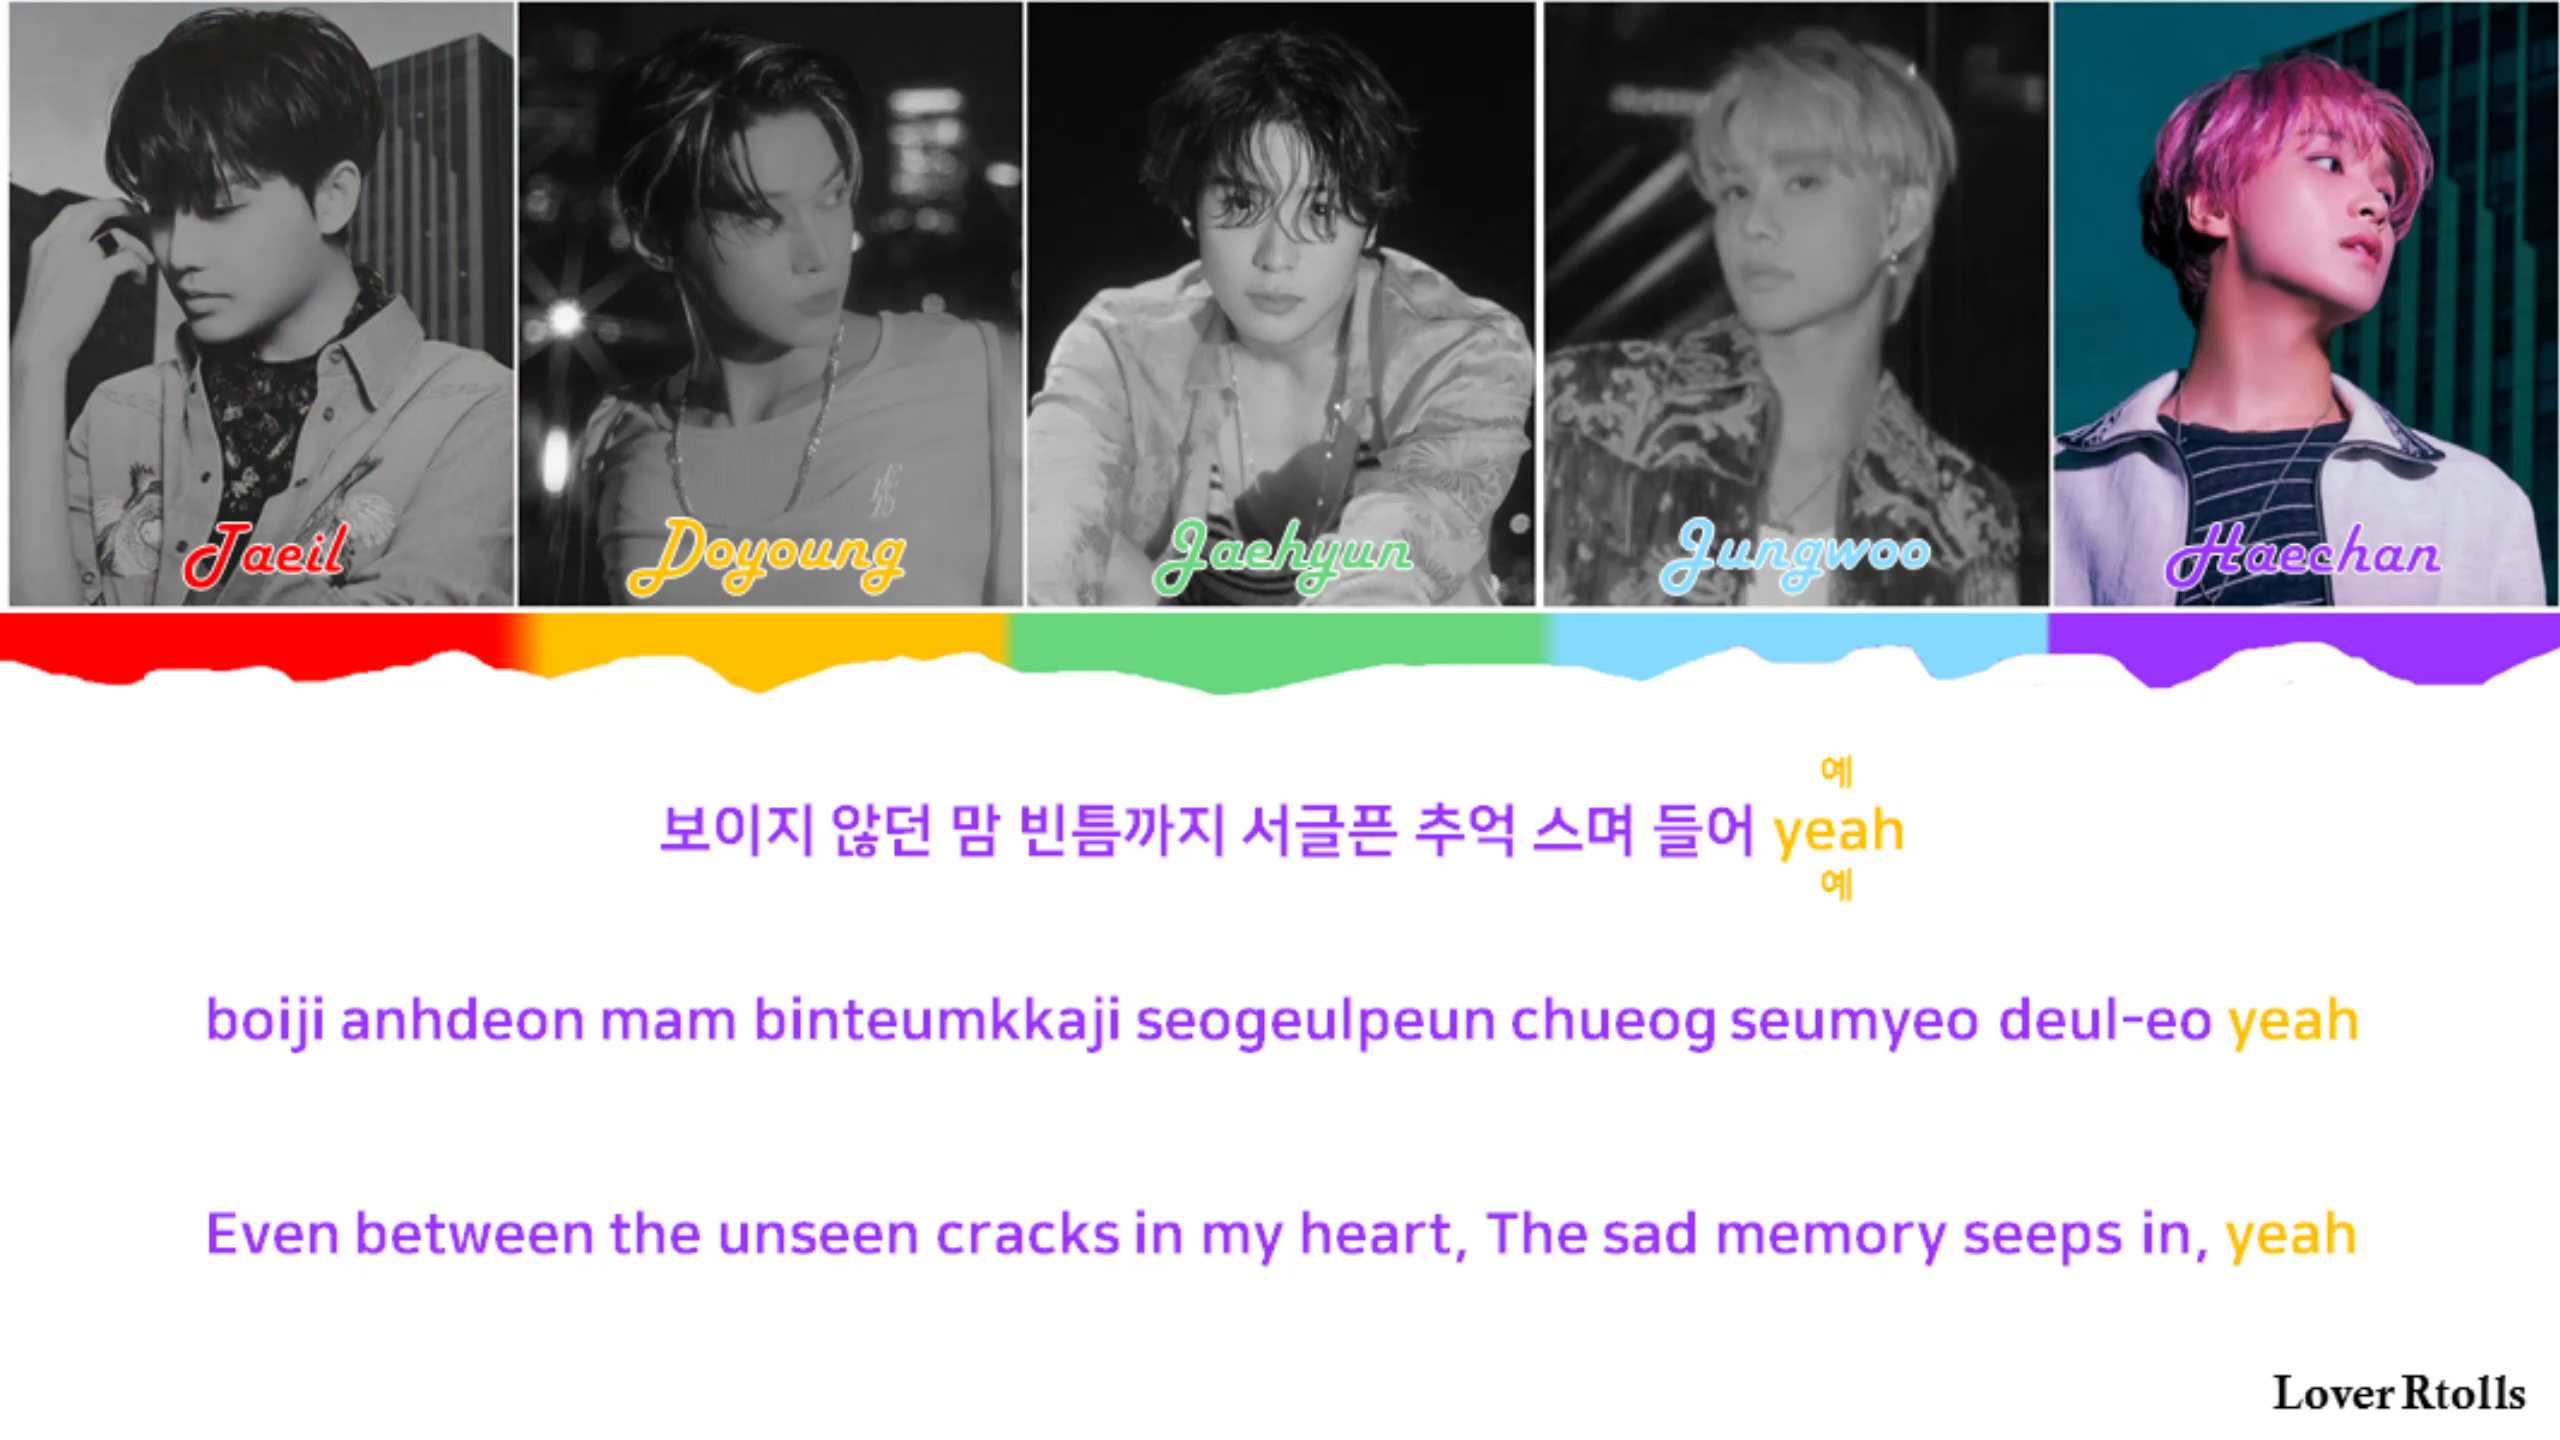 Taeil
Doyoung
Jaehyun
Jungwoo
Haechan
예
보이지 않던 맘 빈틈까지 서글픈 추억 스며 들어 yeah
예
boiji anhdeon mam binteumkkaji seogeulpeun chueog seumyeo deul-eo yeah
Even between the unseen cracks in my heart, The sad memory seeps in, yeah
Lover Rtolls